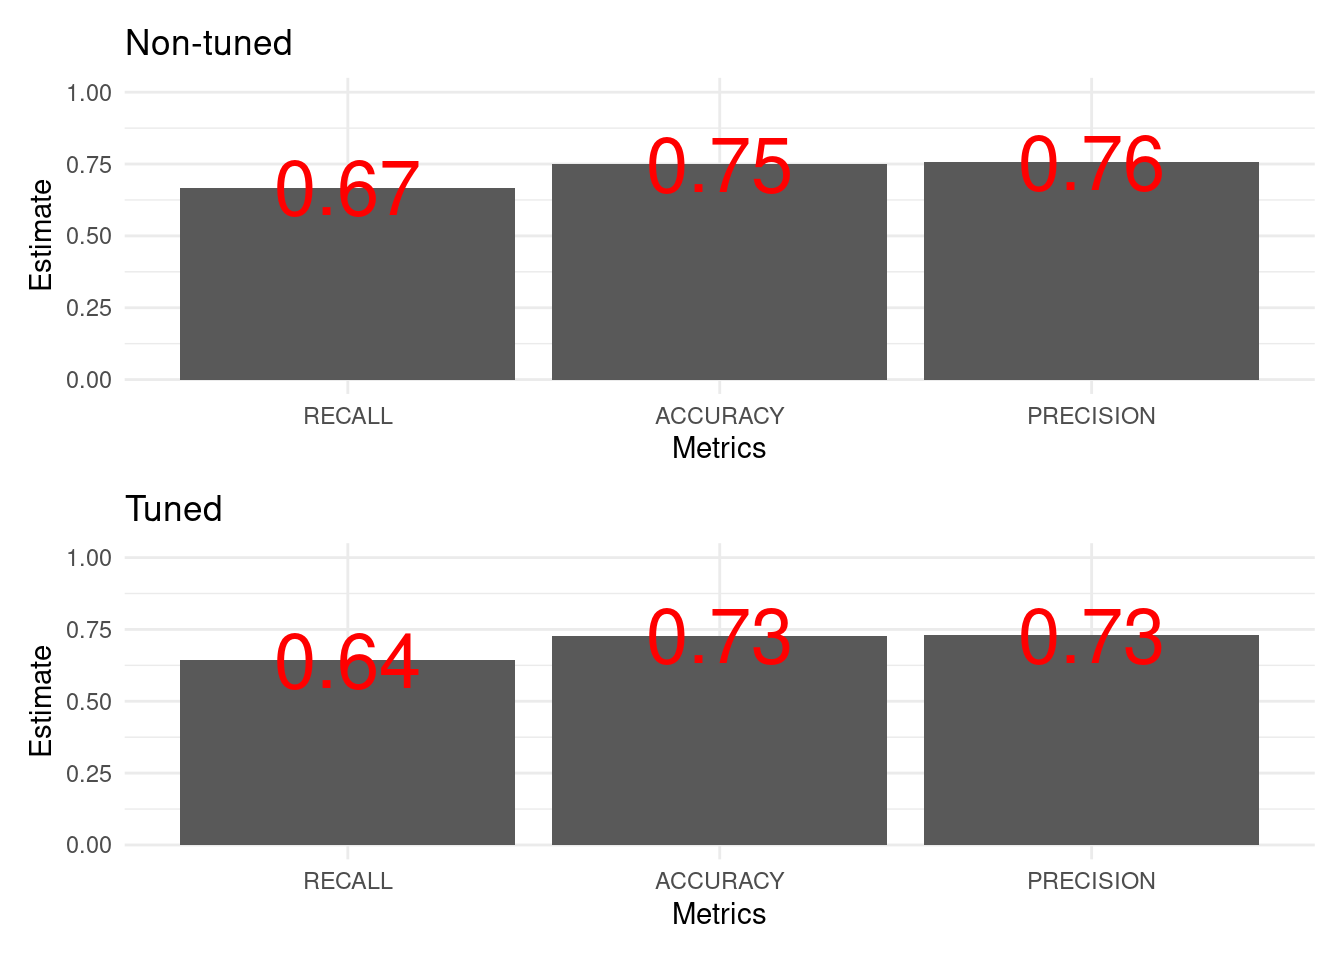 Non-tuned
1.00
0.75
0.50
0.25
0.00
Estimate
0.67
0.75
0.76
RECALL ACCURACY PRECISION
Metrics
Tuned
1.00
0.75
0.50
0.25
0.00
Estimate
0.64
0.73
0.73
RECALL ACCURACY PRECISION
Metrics